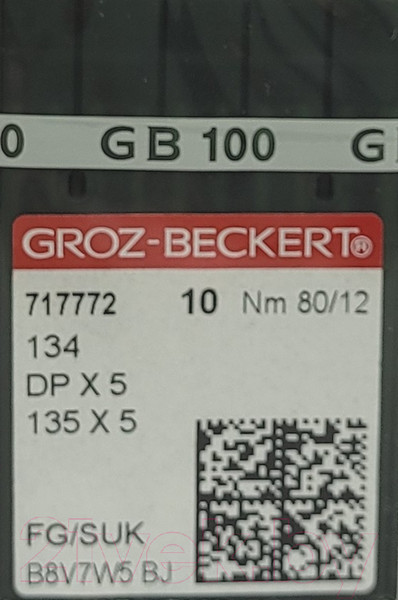 0 GB 100 G
GROZ-BECKERT®
717772 10 Nm 80/12
134
DP X 5
135 X 5
FG/SUK
B8V7W5 BJ